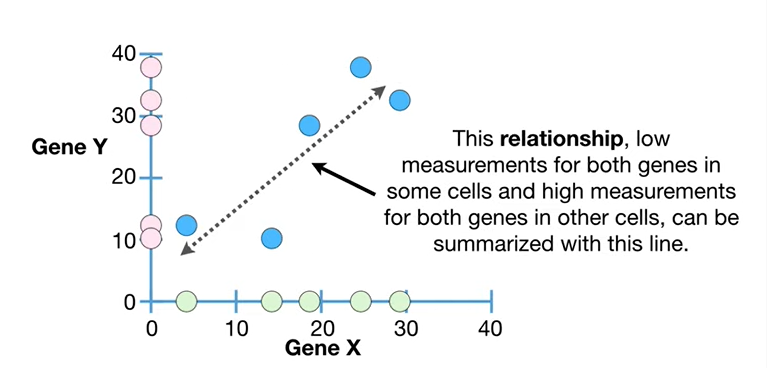 40
30
Gene Y
20
10
0
0
10
20
30
40
Gene X
This relationship, low
measurements for both genes in
some cells and high measurements
for both genes in other cells, can be
summarized with this line.